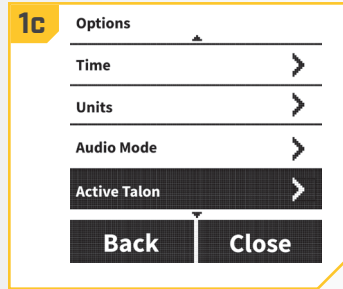 1c
Options
Time
Units
Audio Mode
Active Talon
Back Close